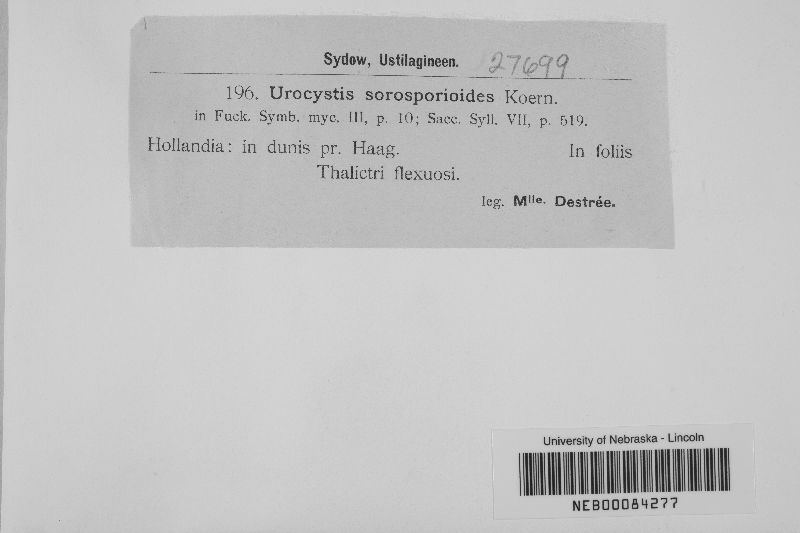 Sydow, Ustilagineen. 27699
196. Urocystis sorosporioides Koern.
in Fuck. Symb. myc. III, p. 10; Sacc. Syll. VII, p. 519.
Hollandia: in dunis pr. Haag. In foliis
Thalictri flexuosi.
leg. Mlle. Destrée.
University of Nebraska - Lincoln
NEB00084277